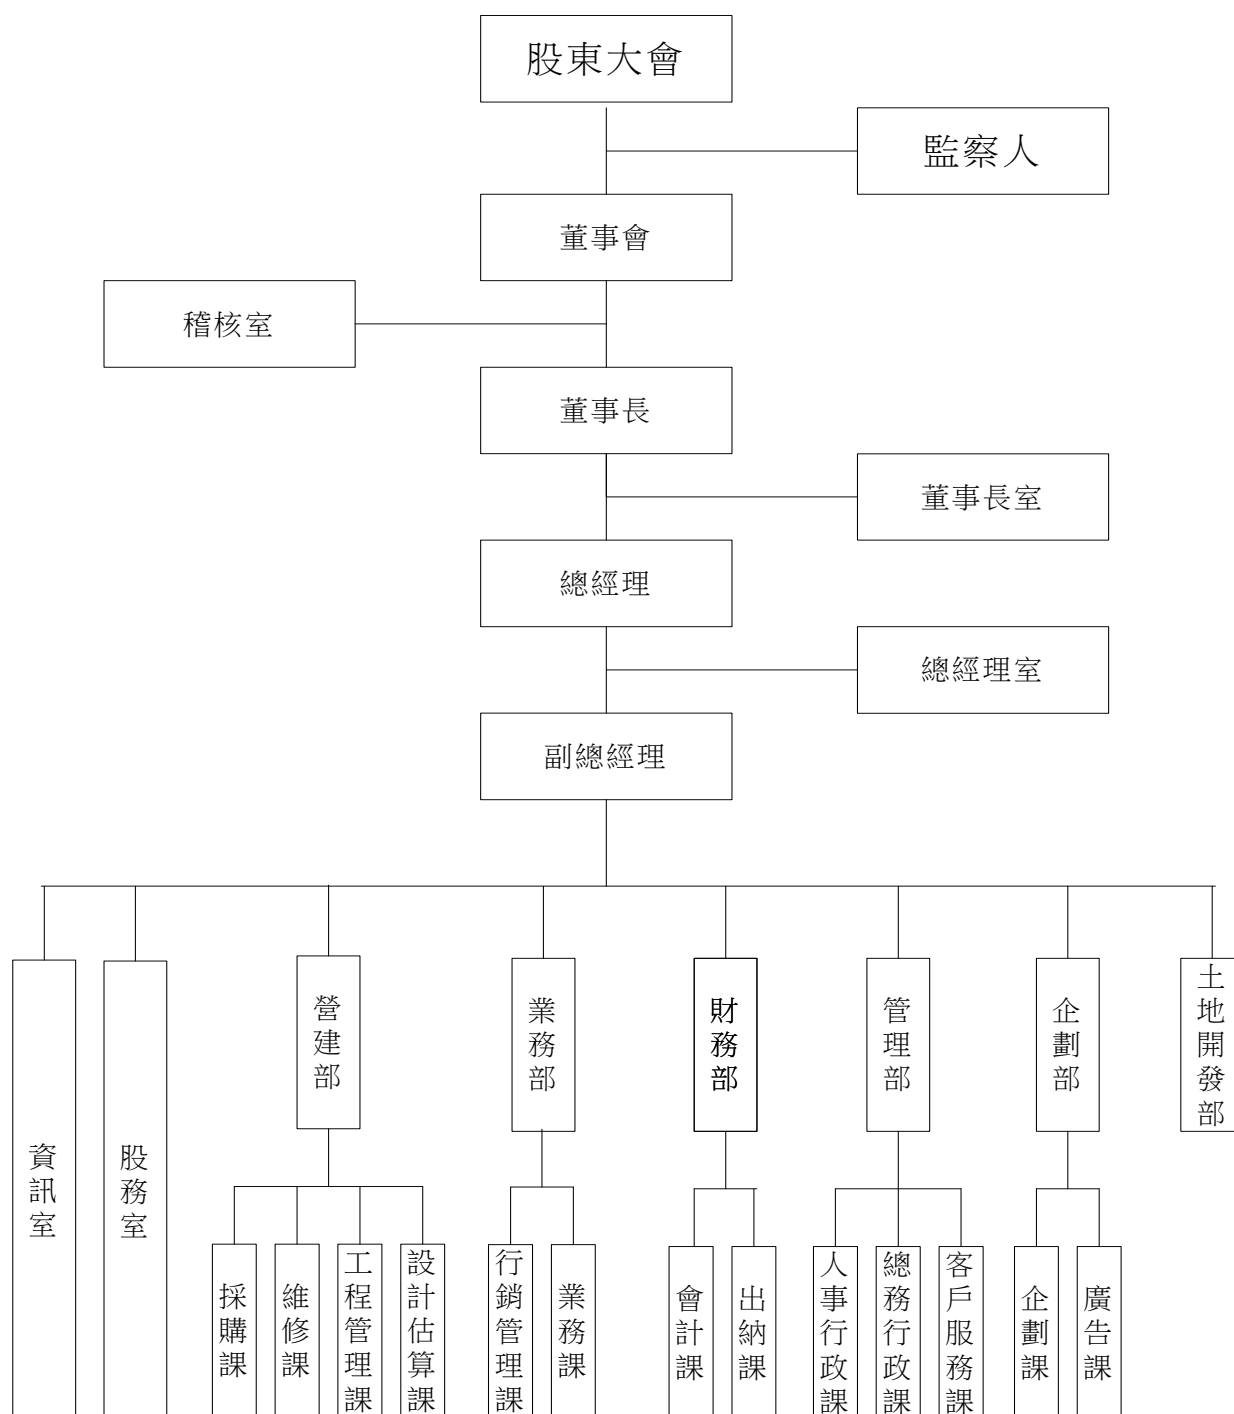 股東大會
監察人
董事會
稽核室
董事長
董事長室
總經理
總經理室
副總經理
資訊室
股務室
營建部
業務部
財務部
管理部
企劃部
土地開發部
採購課
維修課
工程管理課
設計估算課
行銷管理課
業務課
會計課
出納課
人事行政課
總務行政課
客戶服務課
企劃課
廣告課